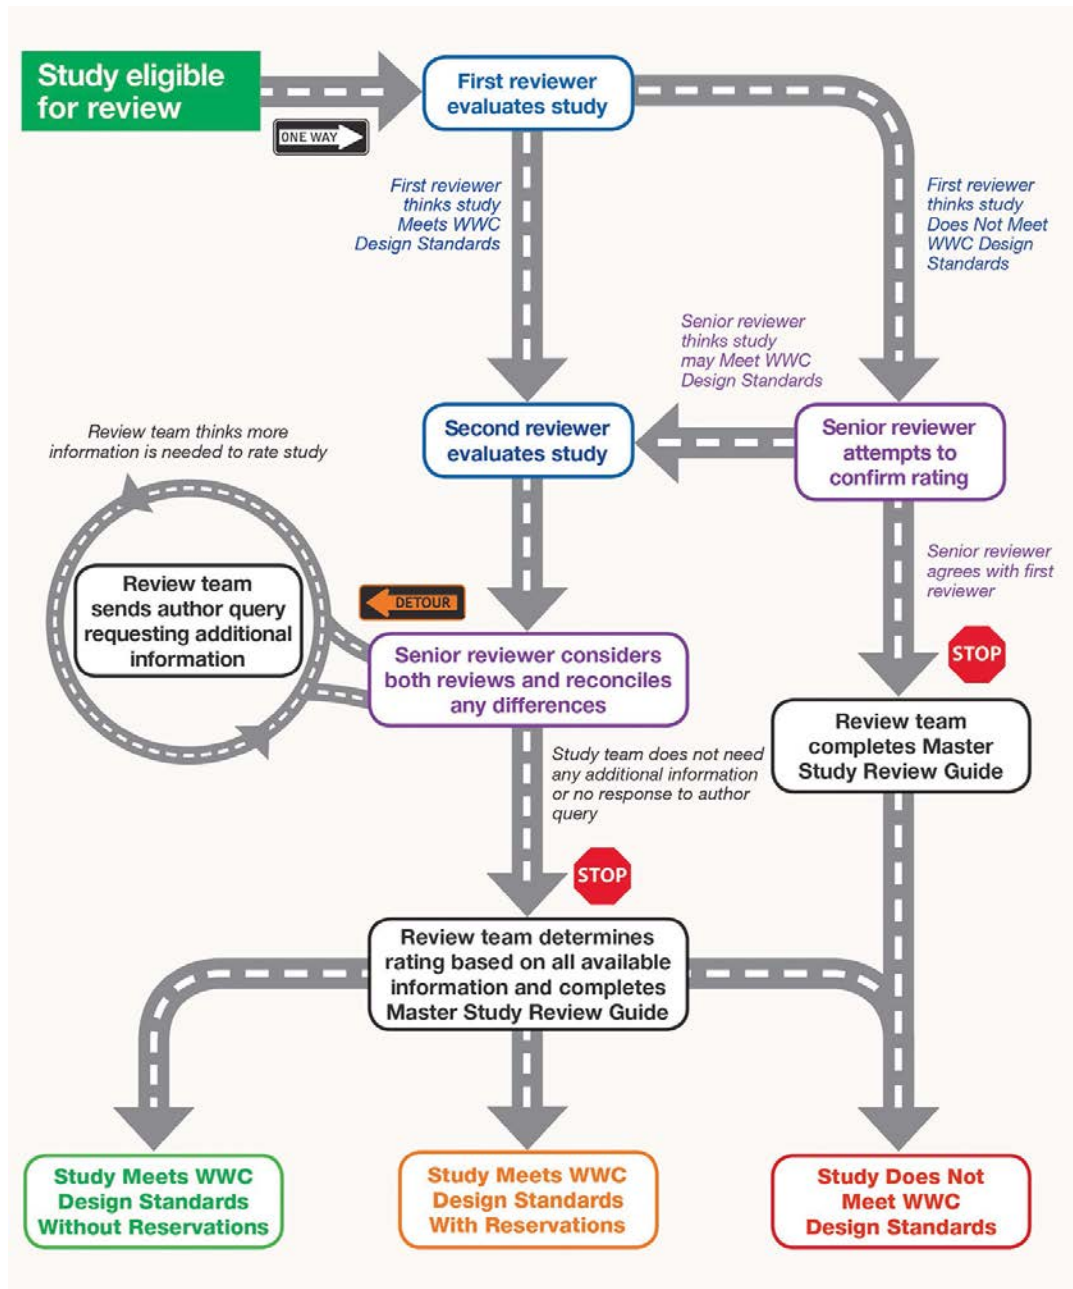 Study eligible
for review
ONE WAY
First reviewer
evaluates study
First reviewer
thinks study
Meets WWC
Design Standards
First reviewer
thinks study
Does Not Meet
WWC Design
Standards
Senior reviewer
thinks study
may Meet WWC
Design Standards
Second reviewer
evaluates study
Senior reviewer
attempts to
confirm rating
Review team thinks more
information is needed to rate study
Review team
sends author query
requesting additional
information
DETOUR
Senior reviewer considers
both reviews and reconciles
any differences
Senior reviewer
agrees with first
reviewer
STOP
Review team
completes Master
Study Review Guide
Study team does not need
any additional information
or no response to author
query
STOP
Review team determines
rating based on all available
information and completes
Master Study Review Guide
Study Meets WWC
Design Standards
Without Reservations
Study Meets WWC
Design Standards
With Reservations
Study Does Not
Meet WWC
Design Standards